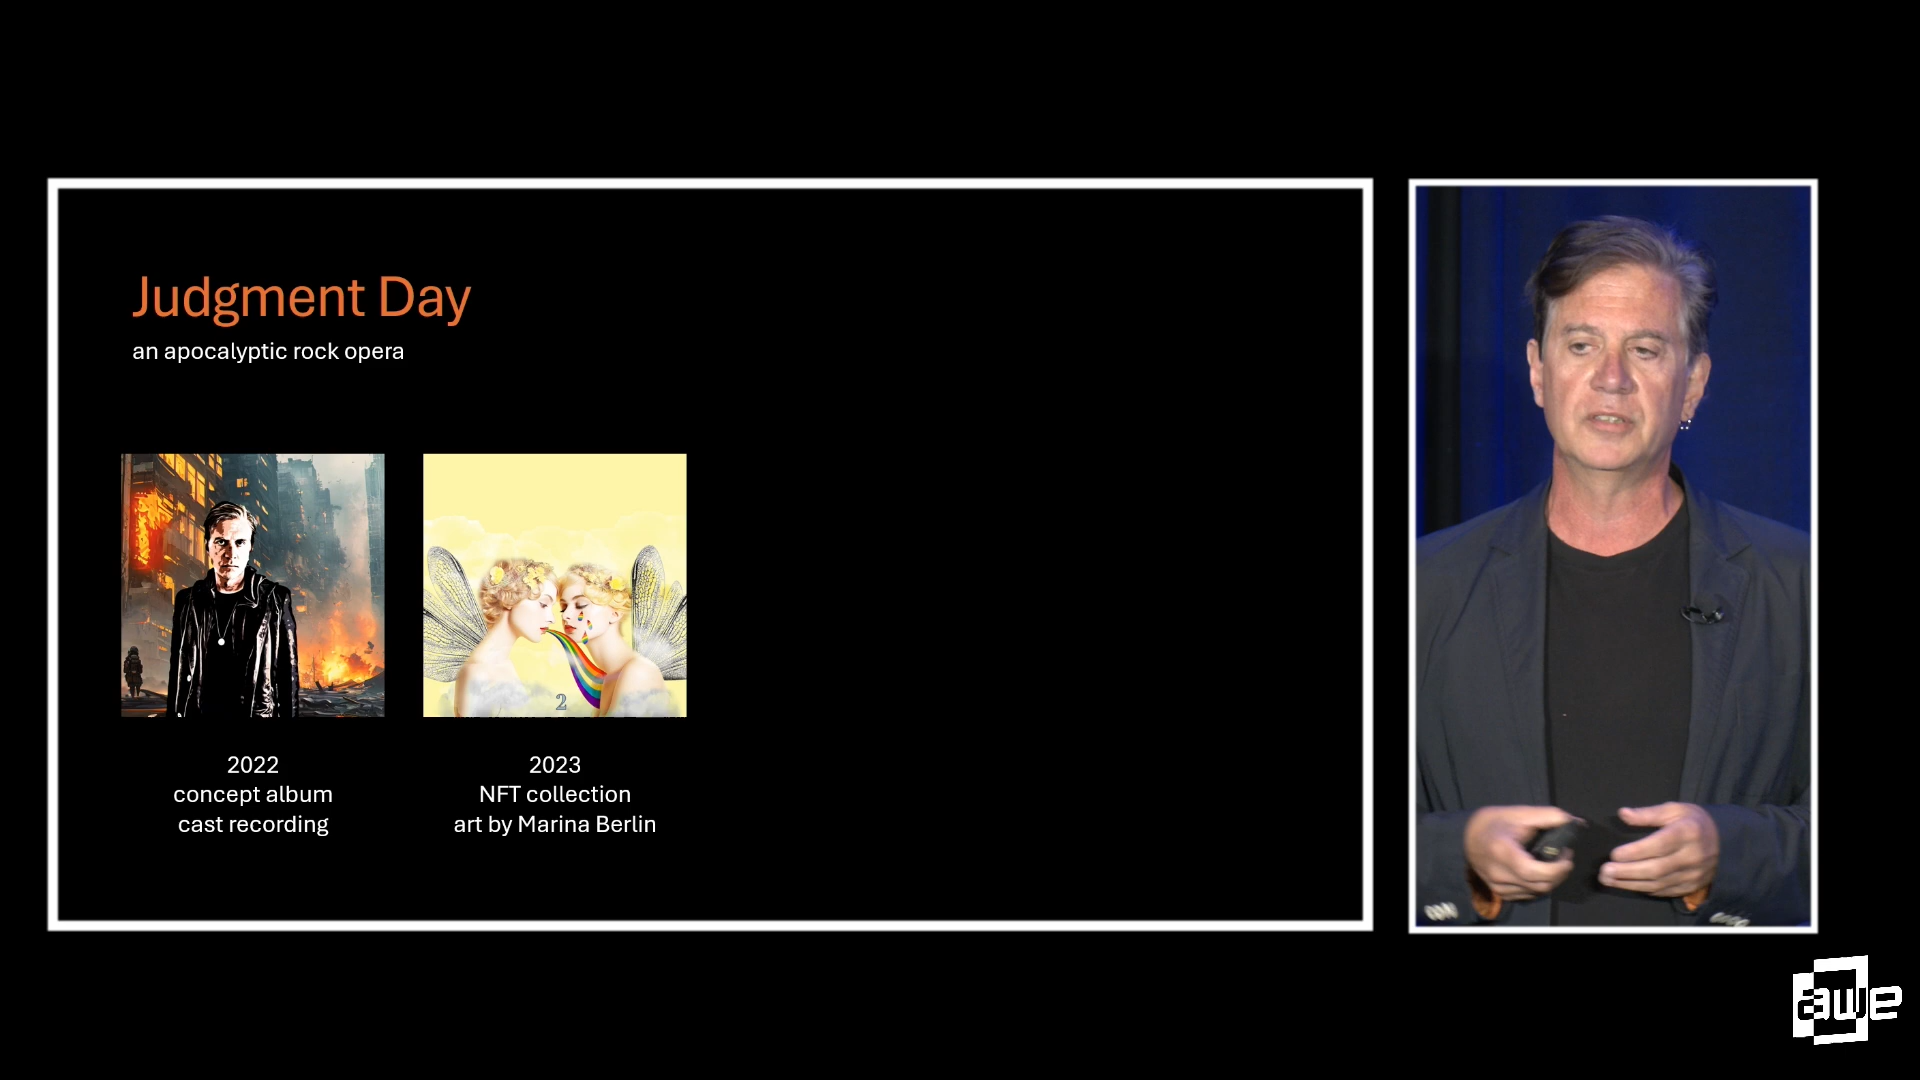 Judgment Day
an apocalyptic rock opera
2
2022
concept album
cast recording
2023
NFT collection
art by Marina Berlin
awe